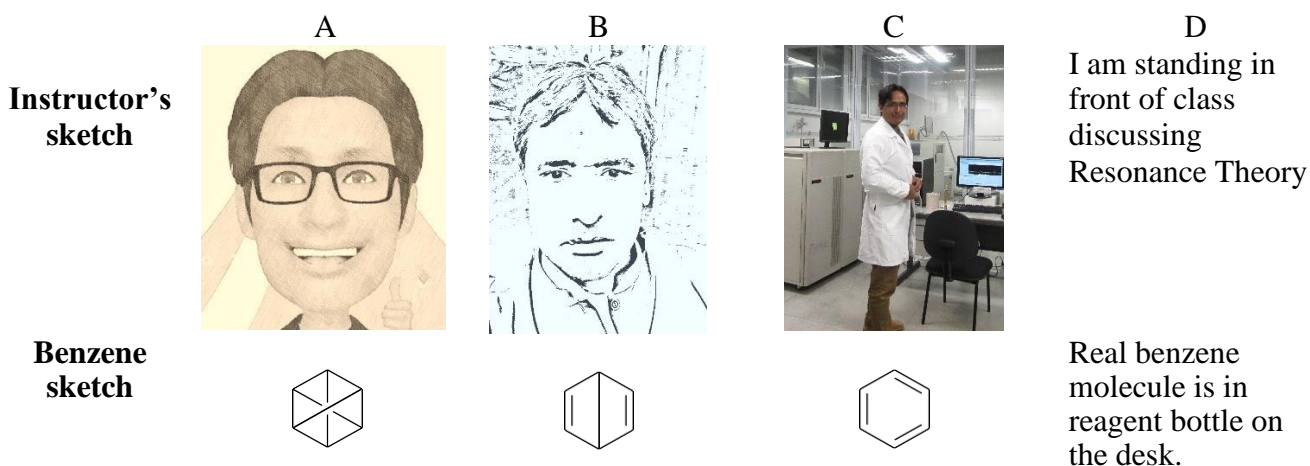 A B C D
Instructor’s
sketch
I am standing in
front of class
discussing
Resonance Theory
Benzene
sketch
Real benzene
molecule is in
reagent bottle on
the desk.